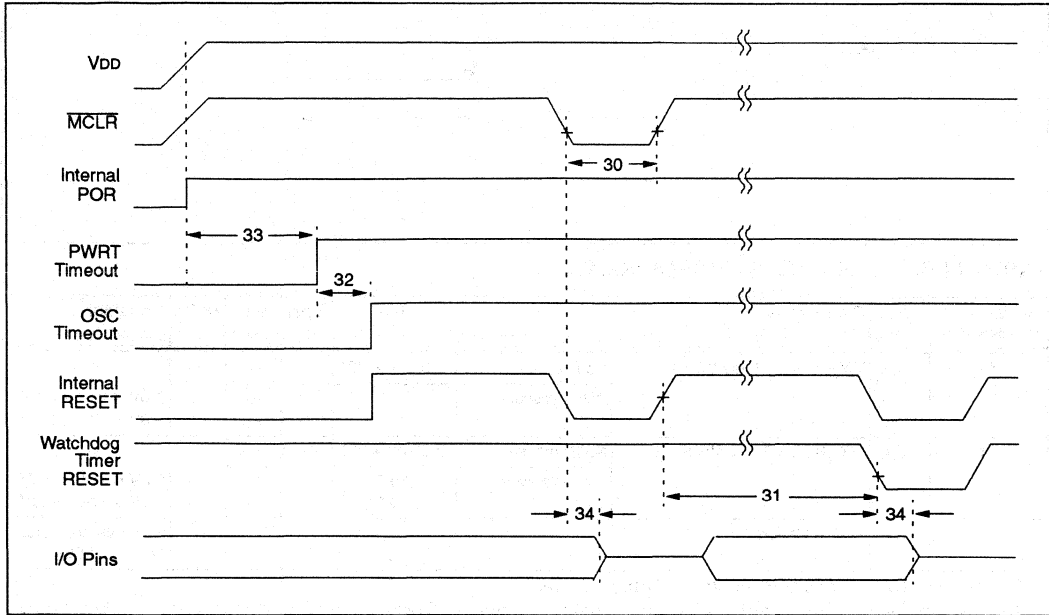 VDD
MCLR
30
Internal
POR
33
PWRT
Timeout
32
OSC
Timeout
Internal
RESET
Watchdog
Timer
RESET
31
34
34
I/O Pins